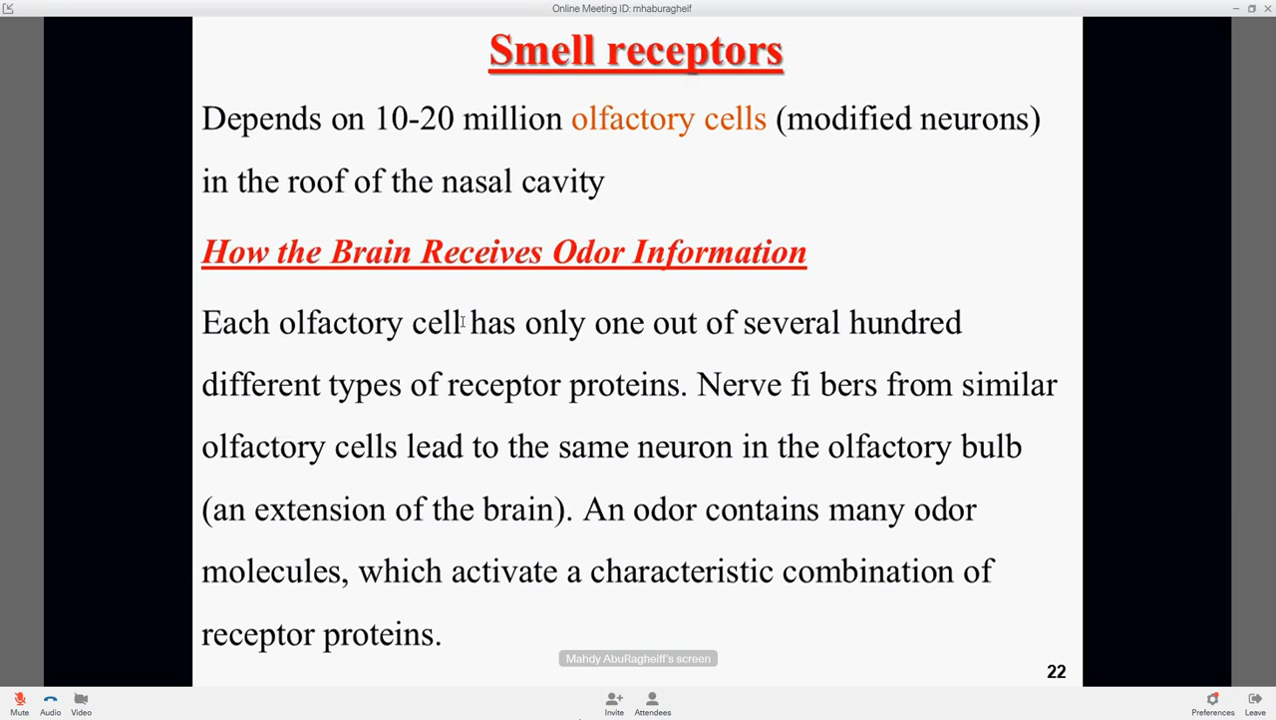 Online Meeting ID: mhaburagheif
Smell receptors
Depends on 10-20 million olfactory cells (modified neurons)
in the roof of the nasal cavity
How the Brain Receives Odor Information
Each olfactory cell has only one out of several hundred
different types of receptor proteins. Nerve fi bers from similar
olfactory cells lead to the same neuron in the olfactory bulb
(an extension of the brain). An odor contains many odor
molecules, which activate a characteristic combination of
receptor proteins.
Mahdy AbuRagheiff's screen
22
Mute Audio Video Invite Attendees Preferences Leave